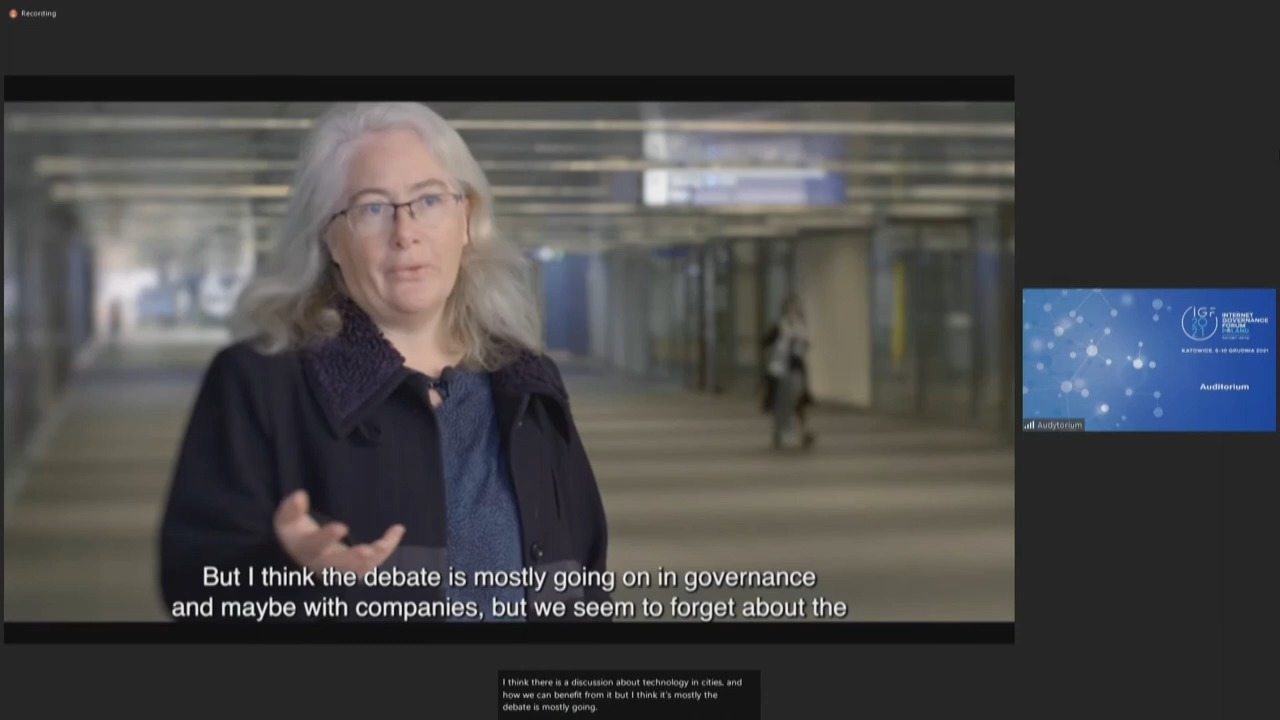 Recording
But I think the debate is mostly going on in governance
and maybe with companies, but we seem to forget about the
IGF
INTERNET
GOVERNANCE
FORUM
POLAND
KATOWICE, 6-10 GRUDNIA 2021
Auditorium
Audytorium
I think there is a discussion about technology in cities, and
how we can benefit from it but I think it's mostly the
debate is mostly going.